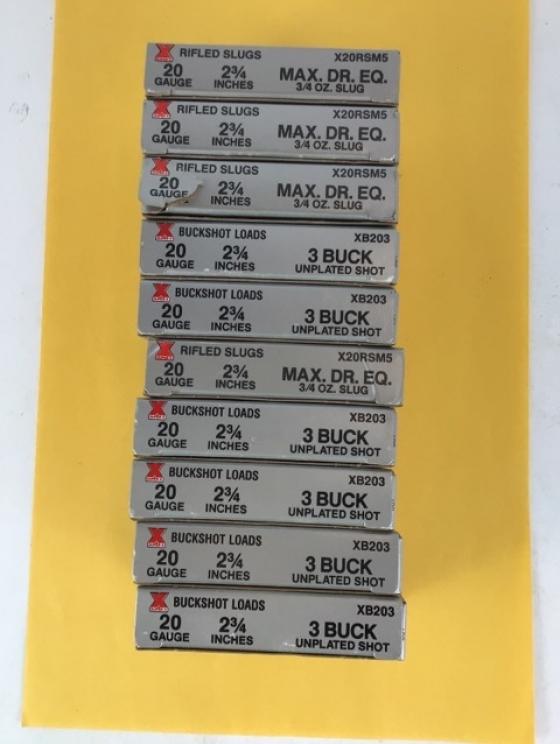 X RIFLED SLUGS X20RSM5
20 2¾ MAX. DR. EQ.
GAUGE INCHES 3/4 OZ. SLUG
X RIFLED SLUGS X20RSM5
20 2¾ MAX. DR. EQ.
GAUGE INCHES 3/4 OZ. SLUG
X RIFLED SLUGS X20RSM5
20 2¾ MAX. DR. EQ.
GAUGE INCHES 3/4 OZ. SLUG
X BUCKSHOT LOADS XB203
20 2¾ 3 BUCK
GAUGE INCHES UNPLATED SHOT
X BUCKSHOT LOADS XB203
20 2¾ 3 BUCK
GAUGE INCHES UNPLATED SHOT
X RIFLED SLUGS X20RSM5
20 2¾ MAX. DR. EQ.
GAUGE INCHES 3/4 OZ. SLUG
X BUCKSHOT LOADS XB203
20 2¾ 3 BUCK
GAUGE INCHES UNPLATED SHOT
X BUCKSHOT LOADS XB203
20 2¾ 3 BUCK
GAUGE INCHES UNPLATED SHOT
X BUCKSHOT LOADS XB203
20 2¾ 3 BUCK
GAUGE INCHES UNPLATED SHOT
X BUCKSHOT LOADS XB203
20 2¾ 3 BUCK
GAUGE INCHES UNPLATED SHOT